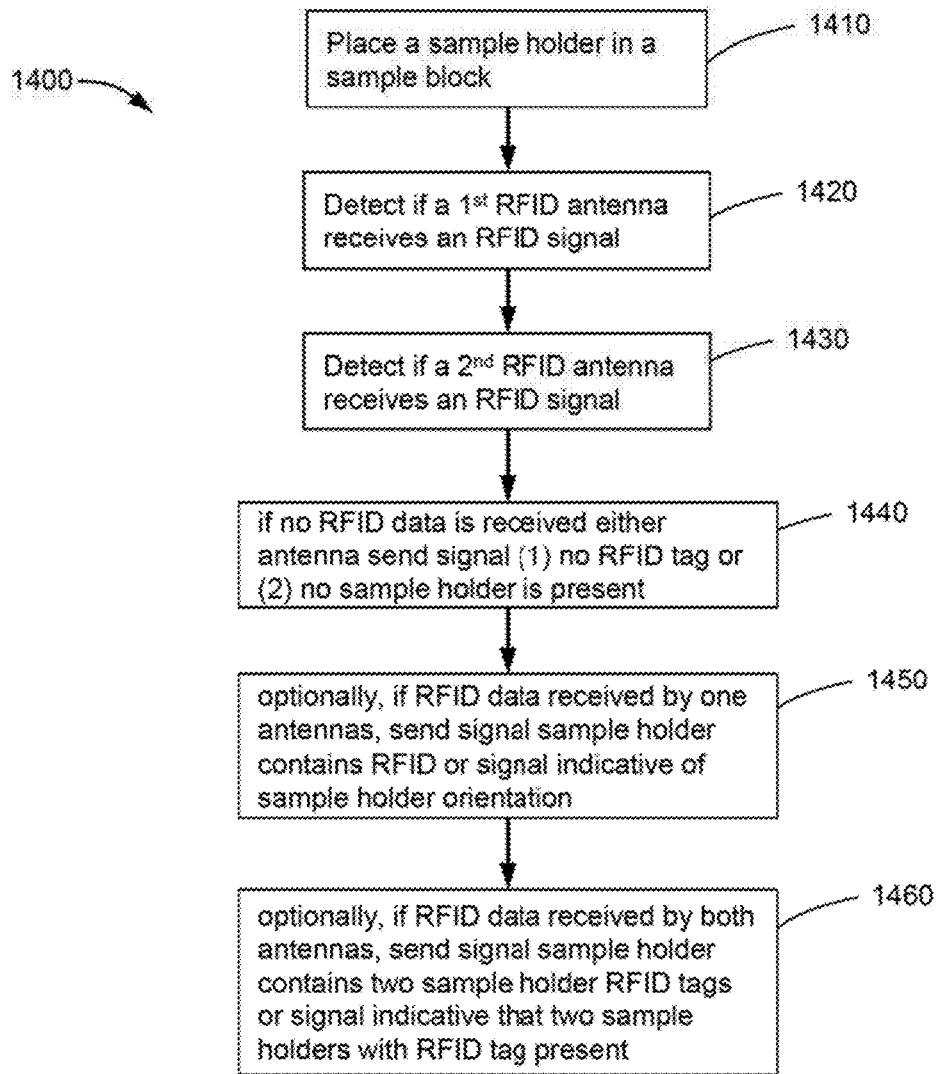 1400
Place a sample holder in a
sample block
1410
Detect if a 1st RFID antenna
receives an RFID signal
1420
Detect if a 2nd RFID antenna
receives an RFID signal
1430
if no RFID data is received either
antenna send signal (1) no RFID tag or
(2) no sample holder is present
1440
optionally, if RFID data received by one
antennas, send signal sample holder
contains RFID or signal indicative of
sample holder orientation
1450
optionally, if RFID data received by both
antennas, send signal sample holder
contains two sample holder RFID tags
or signal indicative that two sample
holders with RFID tag present
1460